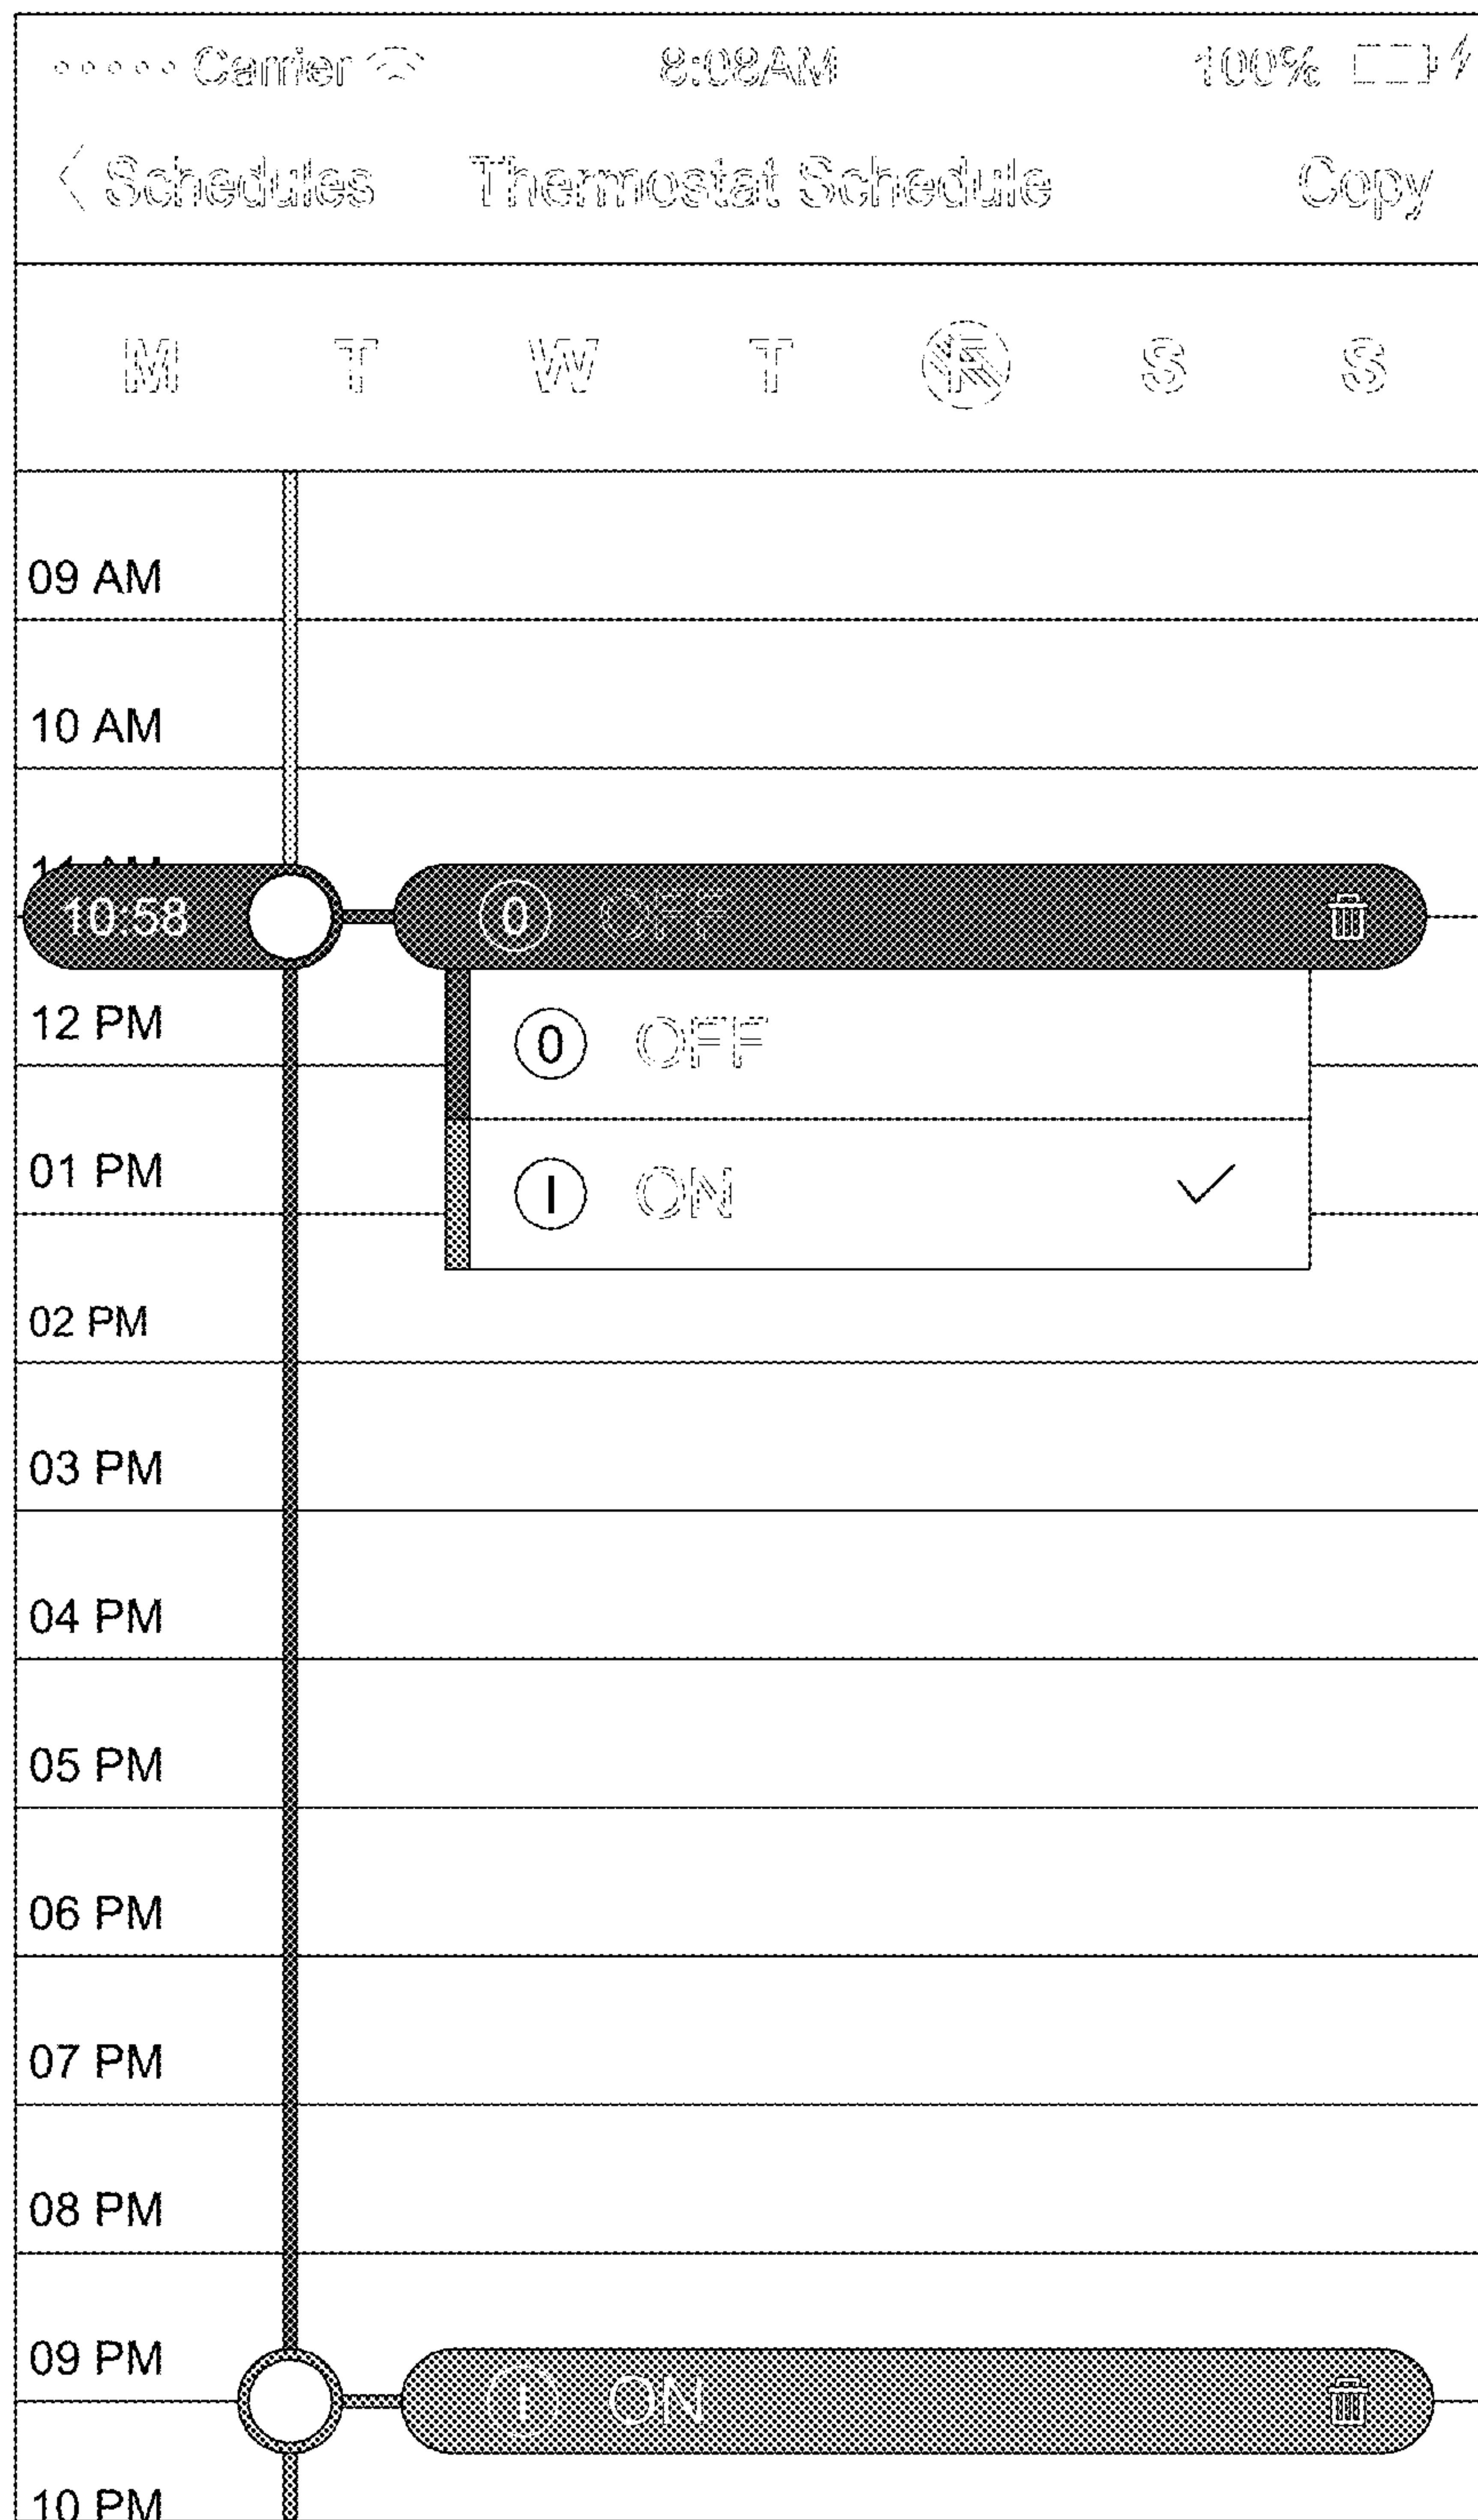 Carrier 8:08AM 100%
Schedules Thermostat Schedule Copy
M T W T F S S
09 AM
10 AM
11 AM
10:58 0 OFF
12 PM
0 OFF
01 PM
I ON
02 PM
03 PM
04 PM
05 PM
06 PM
07 PM
08 PM
09 PM
I ON
10 PM